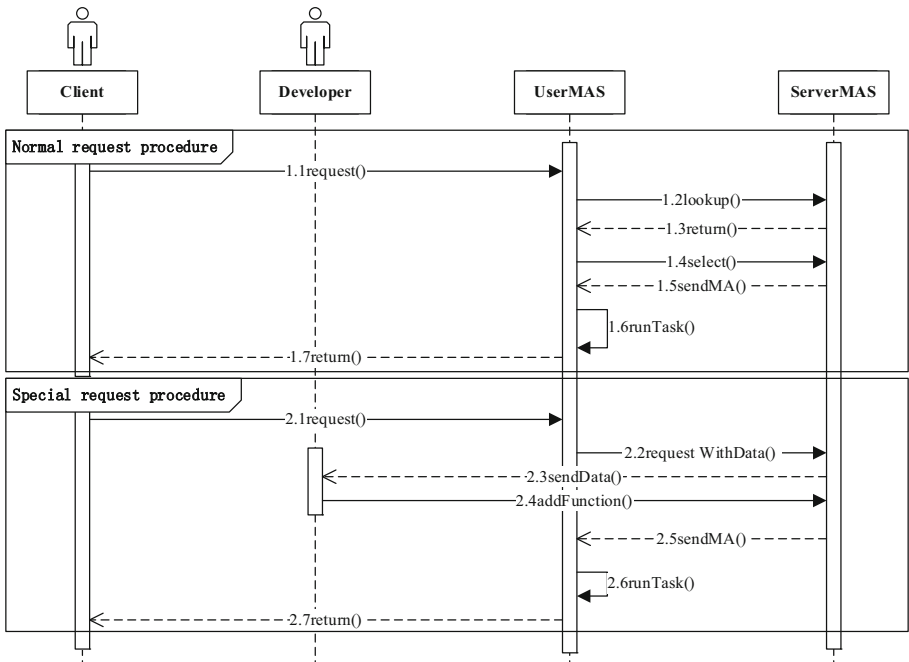 Client
Developer
UserMAS
ServerMAS
Normal request procedure
1.1request()
1.2lookup()
1.3return()
1.4select()
1.5sendMA()
1.6runTask()
1.7return()
Special request procedure
2.1request()
2.2request WithData()
2.3sendData()
2.4addFunction()
2.5sendMA()
2.6runTask()
2.7return()